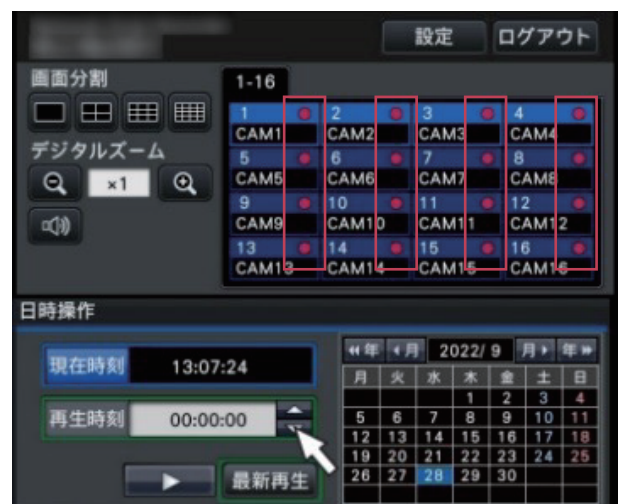 設定 ログアウト
画面分割
1-16
1 2 3 4
CAM1 CAM2 CAM3 CAM4
デジタルズーム
5 6 7 8
CAM5 CAM6 CAM7 CAM8
×1
9 10 11 12
CAM9 CAM10 CAM11 CAM12
13 14 15 16
CAM13 CAM14 CAM15 CAM16
日時操作
現在時刻 13:07:24
再生時刻 00:00:00
最新再生
年 月 2022/ 9 月 年
月 火 水 木 金 土 日
1 2 3 4
5 6 7 8 9 10 11
12 13 14 15 16 17 18
19 20 21 22 23 24 25
26 27 28 29 30